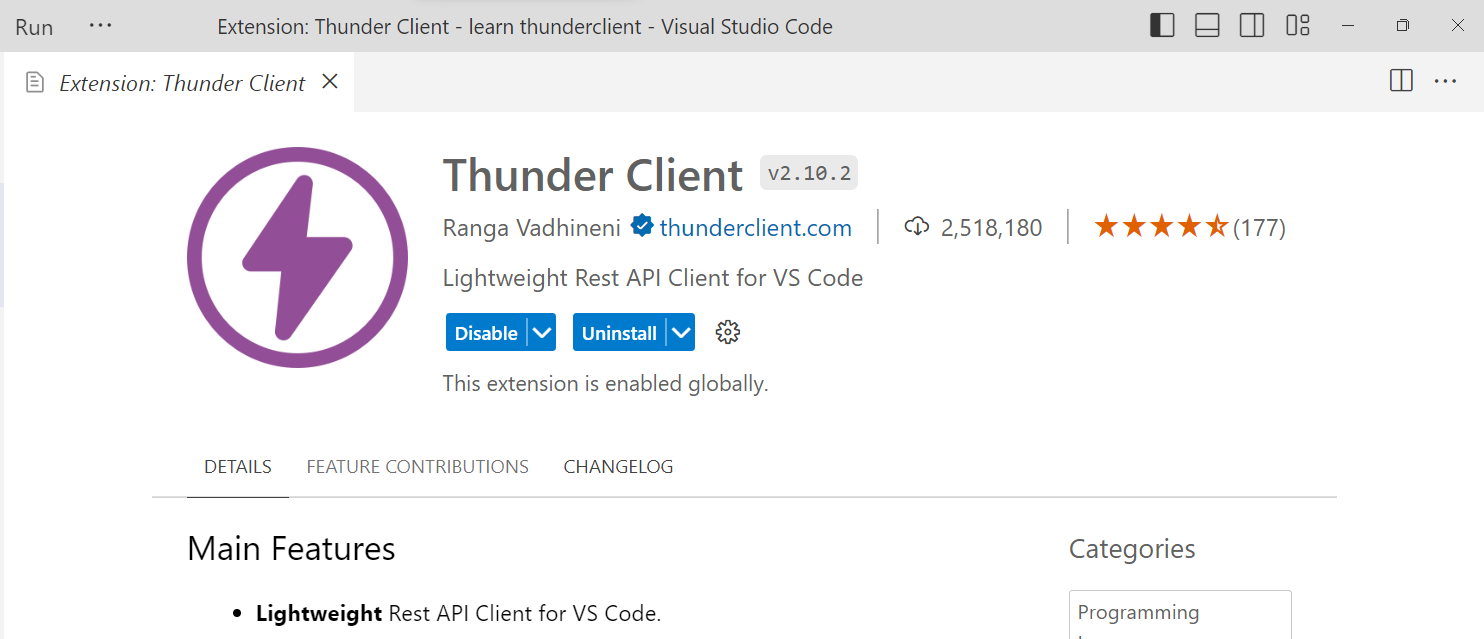 Run ··· Extension: Thunder Client - learn thunderclient - Visual Studio Code
Extension: Thunder Client
Thunder Client v2.10.2
Ranga Vadhineni thunderclient.com 2,518,180 (177)
Lightweight Rest API Client for VS Code
Disable Uninstall
This extension is enabled globally.
DETAILS FEATURE CONTRIBUTIONS CHANGELOG
Main Features
Categories
• Lightweight Rest API Client for VS Code.
Programming